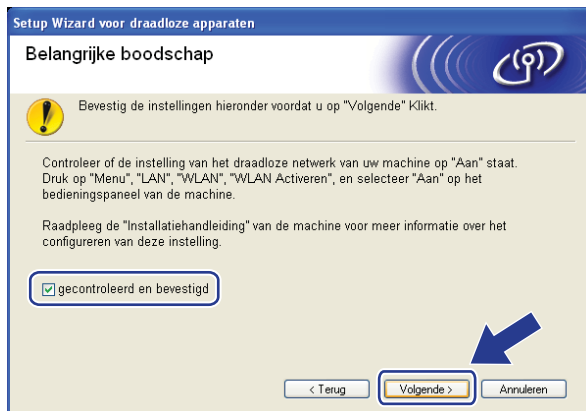 Setup Wizard voor draadloze apparaten
Belangrijke boodschap
Bevestig de instellingen hieronder voordat u op "Volgende" Klikt.
Controleer of de instelling van het draadloze netwerk van uw machine op "Aan" staat.
Druk op "Menu", "LAN", "WLAN", "WLAN Activeren", en selecteer "Aan" op het
bedieningspaneel van de machine.
Raadpleeg de "Installatiehandleiding" van de machine voor meer informatie over het
configureren van deze instelling.
gecontroleerd en bevestigd
< Terug
Volgende >
Annuleren